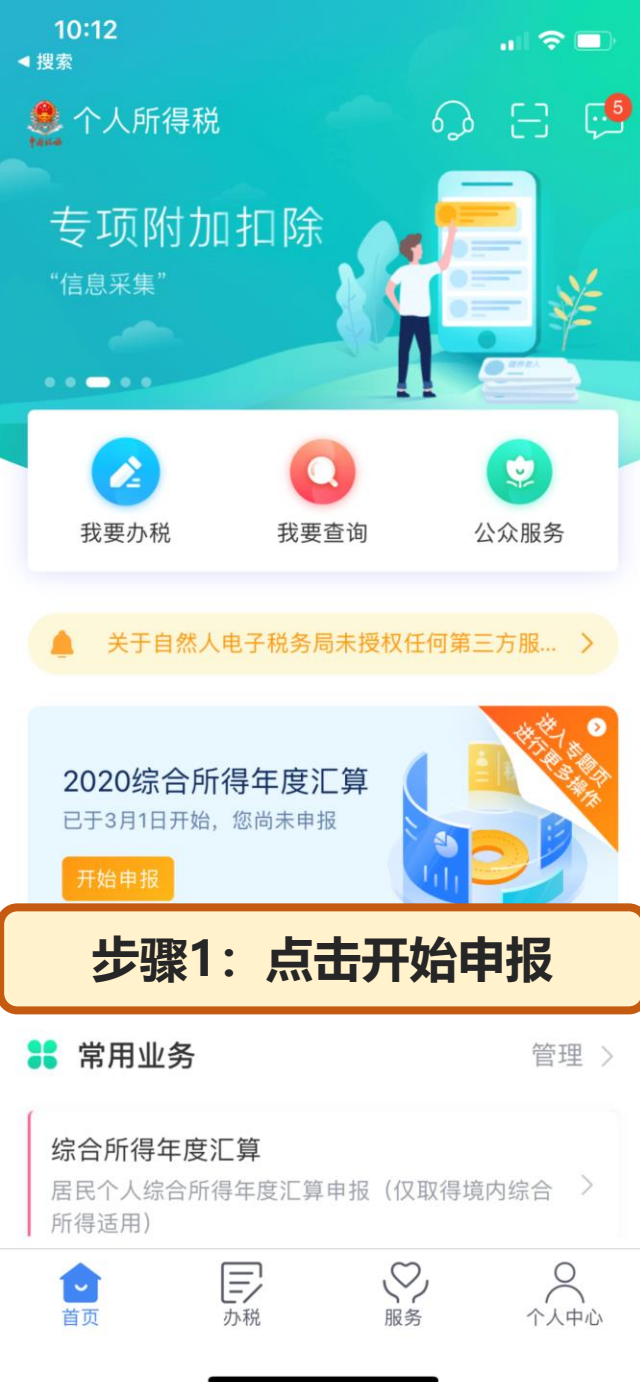 10:12
◀ 搜索
个人所得税
5
专项附加扣除
“信息采集”
我要办税
我要查询
公众服务
关于自然人电子税务局未授权任何第三方服...
进入专题页
进行更多操作
2020综合所得年度汇算
已于3月1日开始，您尚未申报
开始申报
步骤1：点击开始申报
常用业务
管理
综合所得年度汇算
居民个人综合所得年度汇算申报（仅取得境内综合
所得适用）
首页
办税
服务
个人中心